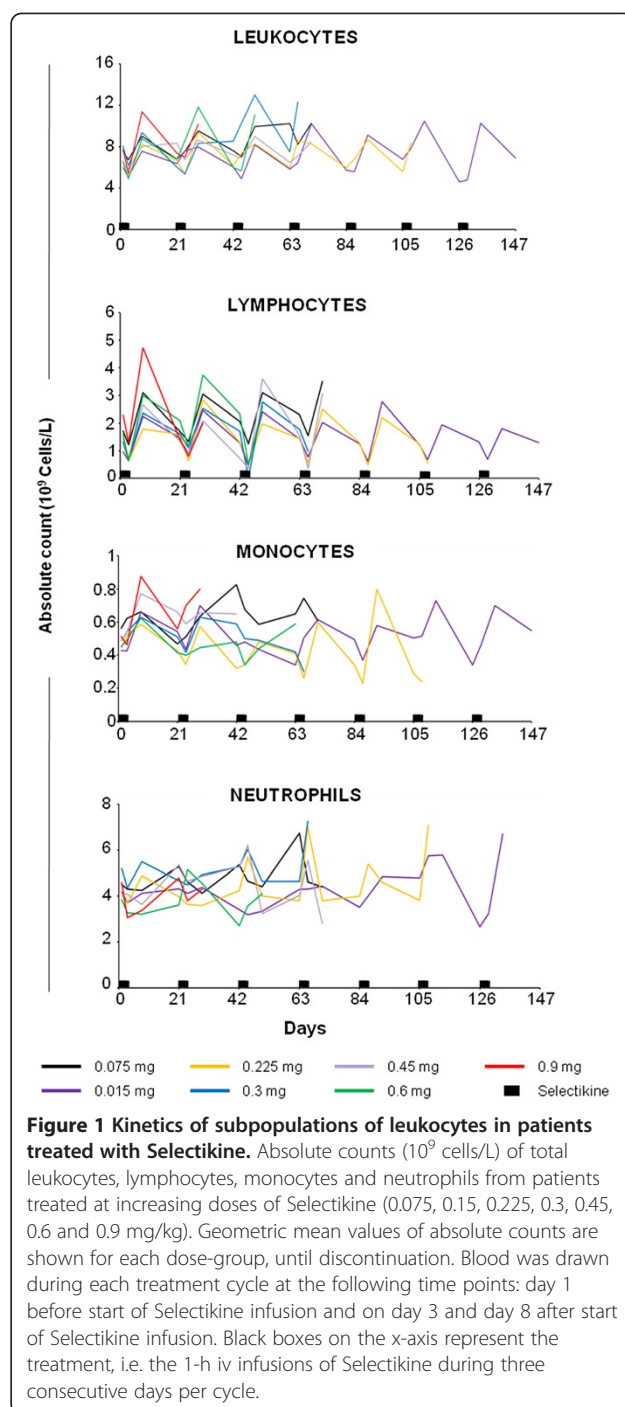 LEUKOCYTES
16
12
8
4
0
0 21 42 63 84 105 126 147
LYMPHOCYTES
6
5
4
3
2
1
0
0 21 42 63 84 105 126 147
Absolute count (10⁹ Cells/L)
MONOCYTES
1
0.8
0.6
0.4
0.2
0
0 21 42 63 84 105 126 147
NEUTROPHILS
8
6
4
2
0
0 21 42 63 84 105 126 147
Days
0.075 mg 0.225 mg 0.45 mg 0.9 mg
0.015 mg 0.3 mg 0.6 mg Selectikine
Figure 1 Kinetics of subpopulations of leukocytes in patients
treated with Selectikine. Absolute counts (10⁹ cells/L) of total
leukocytes, lymphocytes, monocytes and neutrophils from patients
treated at increasing doses of Selectikine (0.075, 0.15, 0.225, 0.3, 0.45,
0.6 and 0.9 mg/kg). Geometric mean values of absolute counts are
shown for each dose-group, until discontinuation. Blood was drawn
during each treatment cycle at the following time points: day 1
before start of Selectikine infusion and on day 3 and day 8 after start
of Selectikine infusion. Black boxes on the x-axis represent the
treatment, i.e. the 1-h iv infusions of Selectikine during three
consecutive days per cycle.